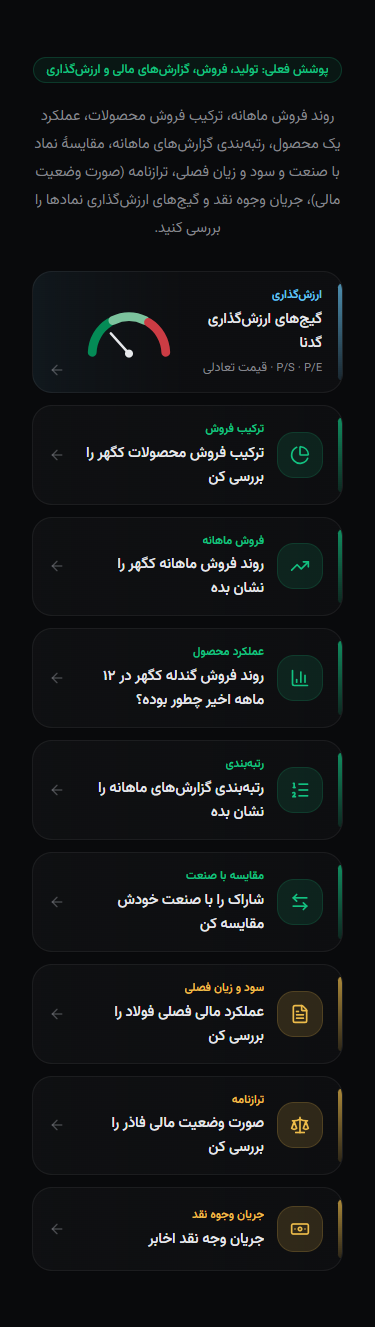 پوشش فعلی: تولید، فروش، گزارش‌های مالی و ارزش‌گذاری
روند فروش ماهانه، ترکیب فروش محصولات، عملکرد
یک محصول، رتبه‌بندی گزارش‌های ماهانه، مقایسهٔ نماد
با صنعت و سود و زیان فصلی، ترازنامه (صورت وضعیت
مالی)، جریان وجوه نقد و گیج‌های ارزش‌گذاری نمادها را
بررسی کنید.
ارزش‌گذاری
گیج‌های ارزش‌گذاری
گدنا
P/E · P/S · قیمت تعادلی
ترکیب فروش
ترکیب فروش محصولات کگهر را
بررسی کن
فروش ماهانه
روند فروش ماهانه کگهر را
نشان بده
عملکرد محصول
روند فروش گندله کگهر در ۱۲
ماهه اخیر چطور بوده؟
رتبه‌بندی
رتبه‌بندی گزارش‌های ماهانه را
نشان بده
مقایسه با صنعت
شاراک را با صنعت خودش
مقایسه کن
سود و زیان فصلی
عملکرد مالی فصلی فولاد را
بررسی کن
ترازنامه
صورت وضعیت مالی فاذر را
بررسی کن
جریان وجوه نقد
جریان وجه نقد اخابر